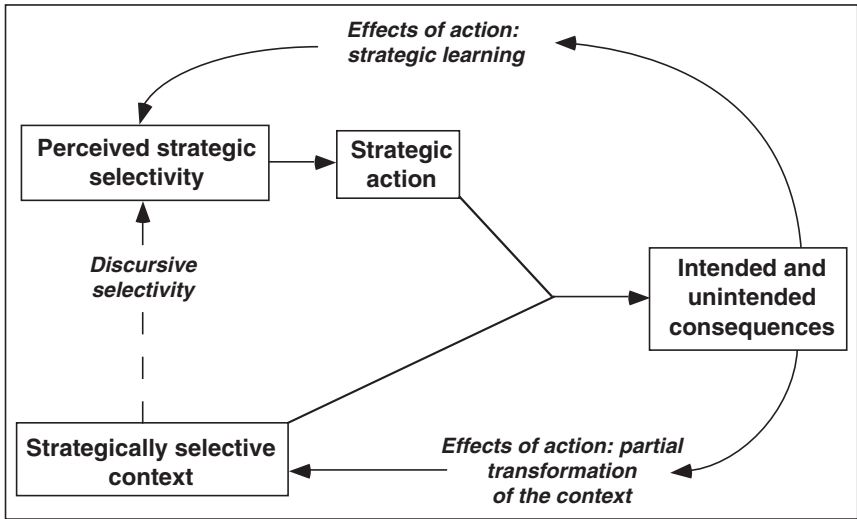 Effects of action:
strategic learning
Perceived strategic
selectivity
Strategic
action
Discursive
selectivity
Intended and
unintended
consequences
Strategically selective
context
Effects of action: partial
transformation
of the context